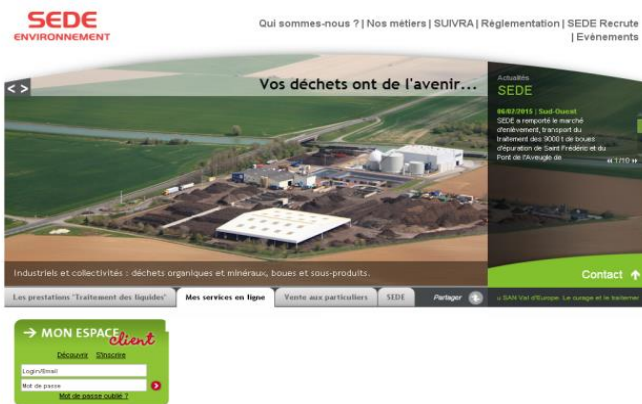 SEDE
ENVIRONNEMENT
Qui sommes-nous ? | Nos métiers | SUIVRA | Règlementation | SEDE Recrute
| Evénements
< >
Vos déchets ont de l'avenir...
Actualités
SEDE
06/02/2015 | Sud-Ouest
SEDE a remporté le marché
d'enlèvement, transport du
traitement des 9000 t de boues
d'épuration de Saint Frédéric et du
Pont de l'Aveugle de
1/10
Industriels et collectivités : déchets organiques et minéraux, boues et sous-produits.
Contact
Les prestations "Traitement des liquides"
Mes services en ligne
Vente aux particuliers
SEDE
Partager
u SAN Val d'Europe. Le curage et le traitemen
MON ESPACE client
Découvrir S'inscrire
Login/Email
Mot de passe
Mot de passe oublié ?